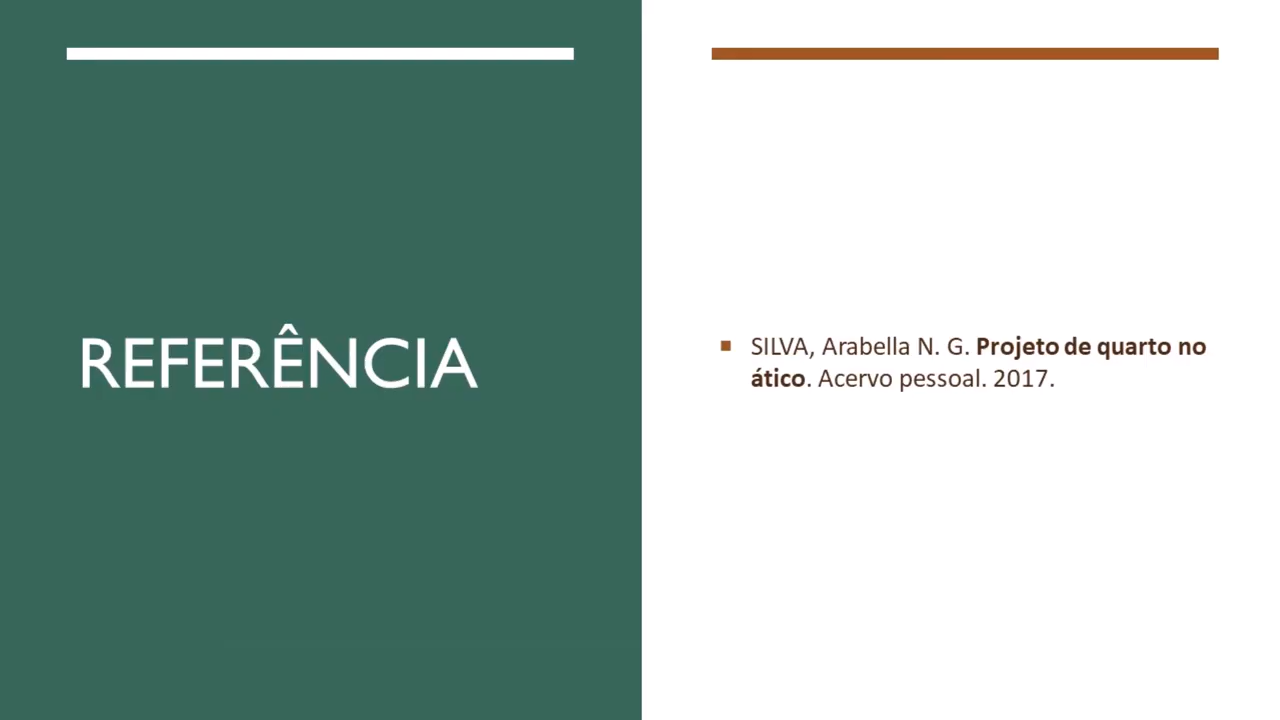 REFERÊNCIA
SILVA, Arabella N. G. Projeto de quarto no
ático. Acervo pessoal. 2017.